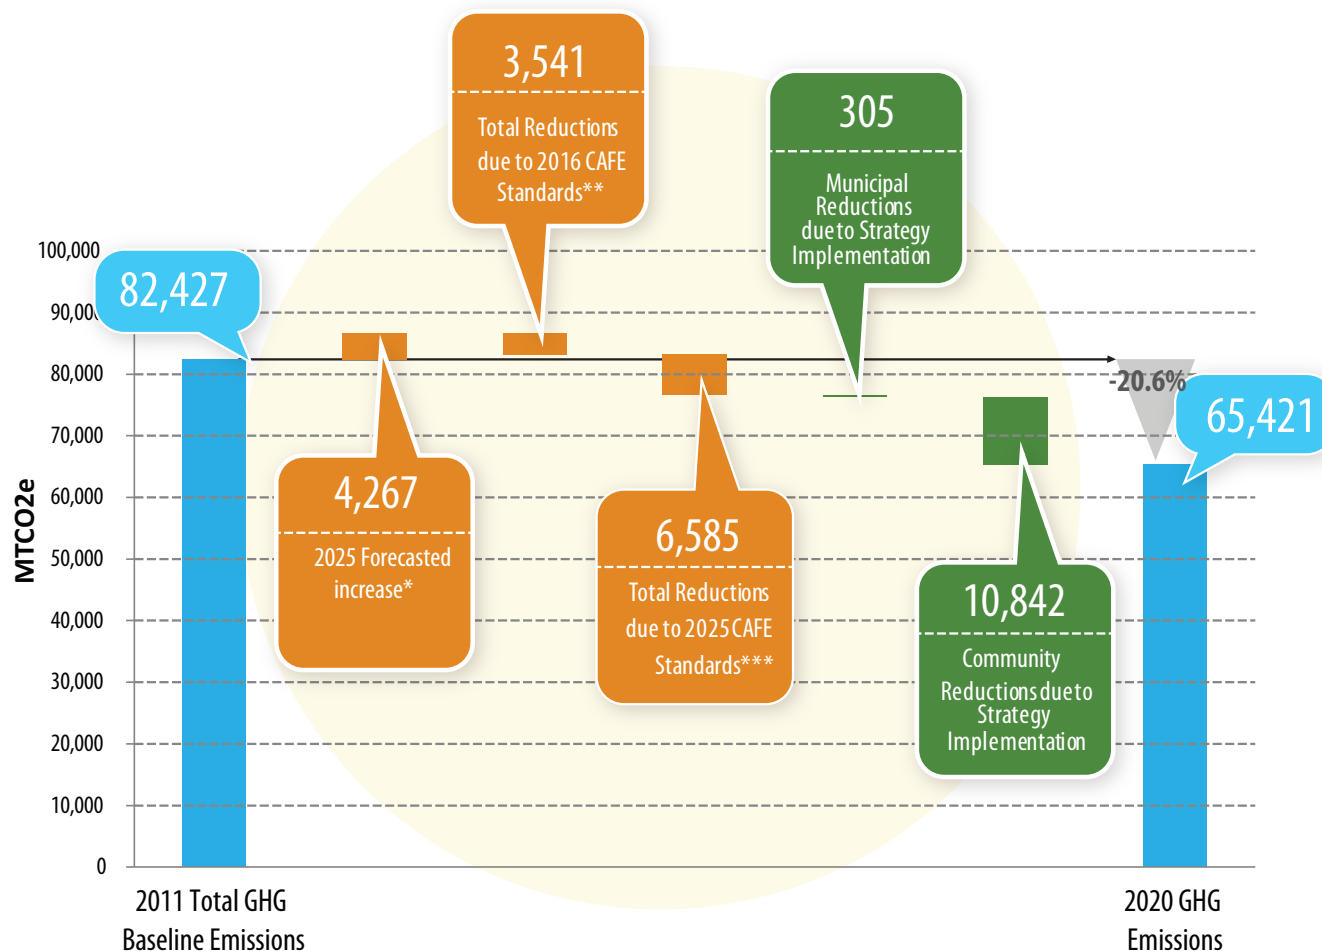 3,541
Total Reductions
due to 2016 CAFE
Standards**
305
Municipal
Reductions
due to Strategy
Implementation
100,000
82,427
90,000
80,000
-20.6%
65,421
70,000
60,000
50,000
40,000
30,000
20,000
10,000
0
MTCO2e
4,267
2025 Forecasted
increase*
6,585
Total Reductions
due to 2025 CAFE
Standards***
10,842
Community
Reductions due to
Strategy
Implementation
2011 Total GHG
Baseline Emissions
2020 GHG
Emissions